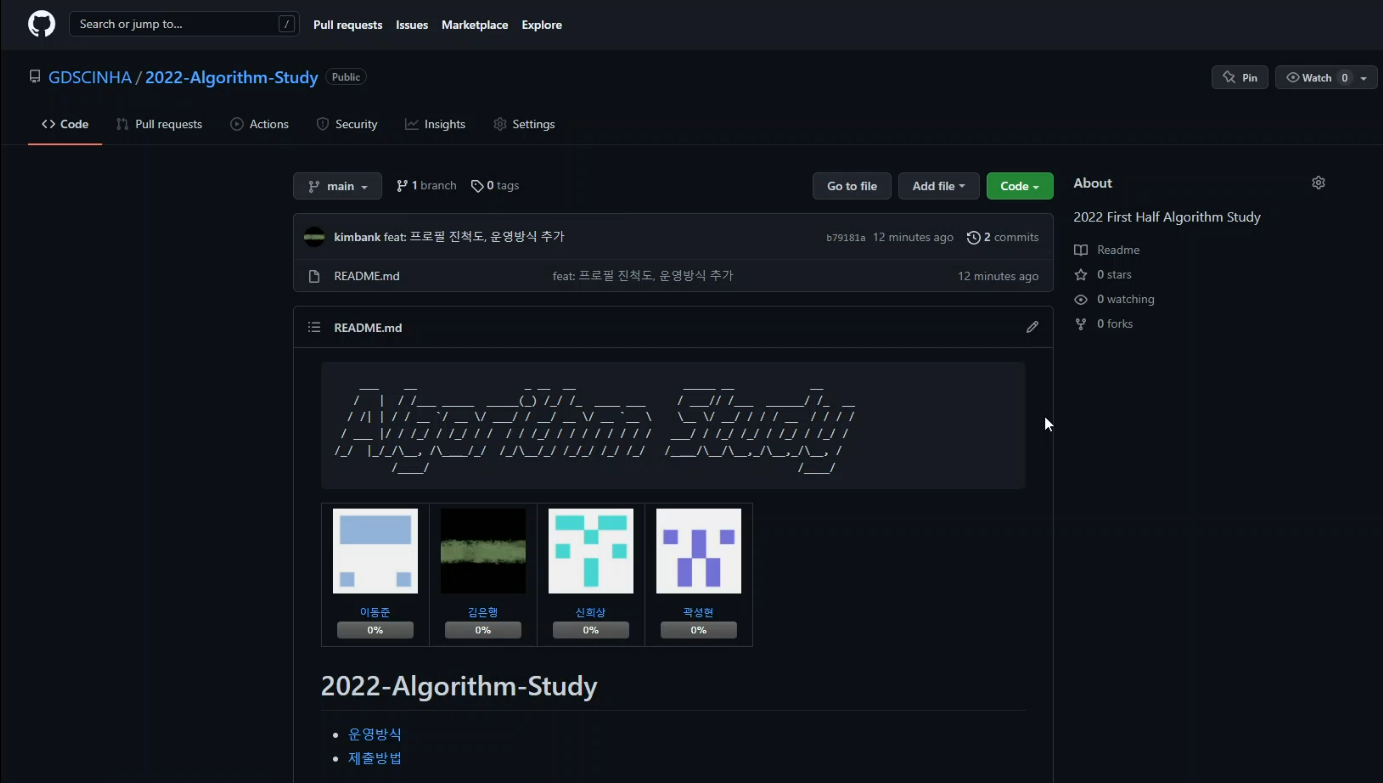 Search or jump to... /
Pull requests Issues Marketplace Explore
GDSCINHA / 2022-Algorithm-Study Public
Pin Watch 0
Code Pull requests Actions Security Insights Settings
main 1 branch 0 tags
Go to file Add file Code
kimbank feat: 프로필 진척도, 운영방식 추가 b79181a 12 minutes ago 2 commits
README.md feat: 프로필 진척도, 운영방식 추가 12 minutes ago
About
2022 First Half Algorithm Study
Readme
0 stars
0 watching
0 forks
README.md
Algorithm Study
이동준 김은행 신희상 곽성현
0% 0% 0% 0%
2022-Algorithm-Study
운영방식
제출방법